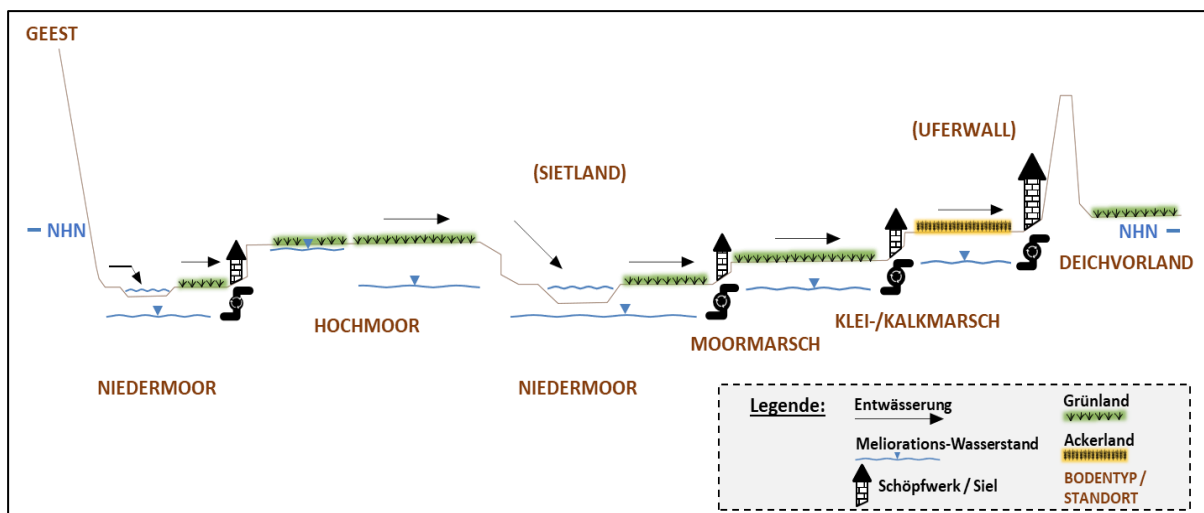 GEEST
(UFERWALL)
(SIETLAND)
NHN
NHN
DEICHVORLAND
HOCHMOOR
KLEI-/KALKMARSCH
MOORMARSCH
NIEDERMOOR
NIEDERMOOR
Legende:
Entwässerung
Meliorations-Wasserstand
Schöpfwerk / Siel
Grünland
Ackerland
BODENTYP /
STANDORT